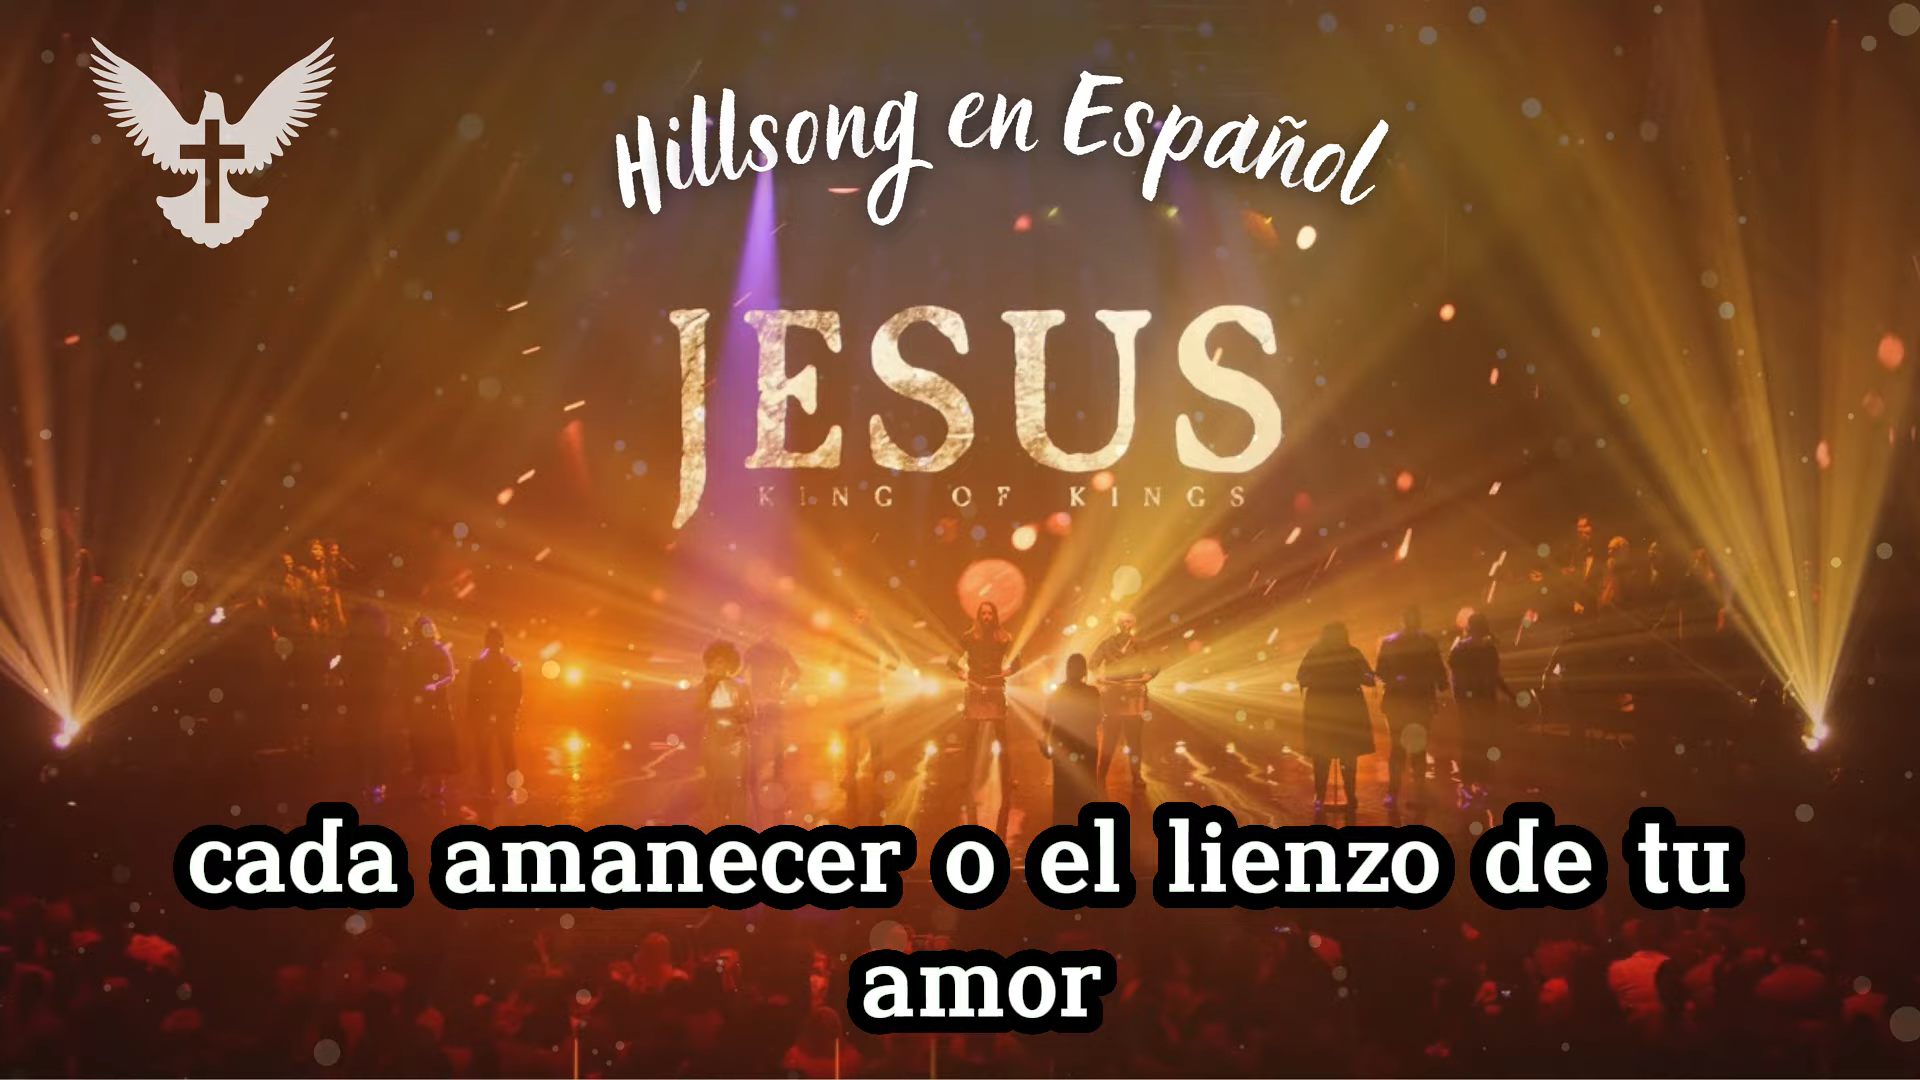 Hillsong en Español
JESUS
KING OF KINGS
cada amanecer o el lienzo de tu
amor